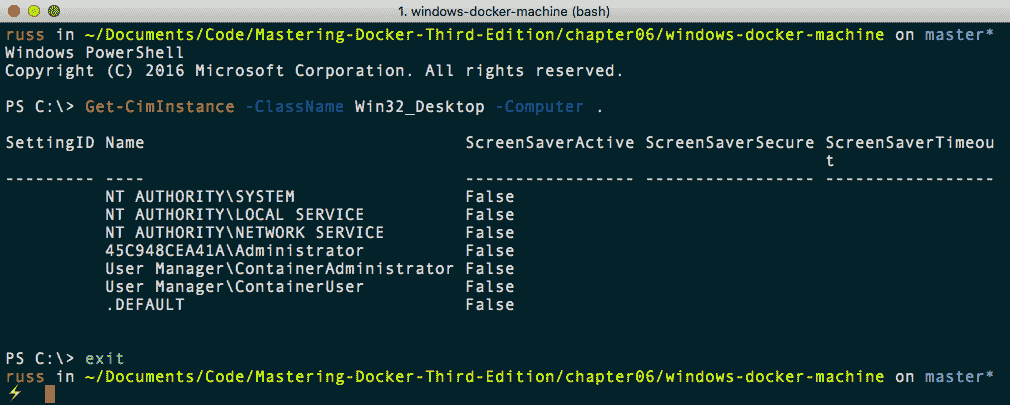 1. windows-docker-machine (bash)
russ in ~/Documents/Code/Mastering-Docker-Third-Edition/chapter06/windows-docker-machine on master*
Windows PowerShell
Copyright (C) 2016 Microsoft Corporation. All rights reserved.
PS C:\> Get-CimInstance -ClassName Win32_Desktop -Computer .
SettingID Name                                ScreenSaverActive ScreenSaverSecure ScreenSaverTimeou
t
--------- ----                                ----------------- ----------------- -----------------
NT AUTHORITY\SYSTEM                 False
NT AUTHORITY\LOCAL SERVICE          False
NT AUTHORITY\NETWORK SERVICE        False
45C948CEA41A\Administrator          False
User Manager\ContainerAdministrator False
User Manager\ContainerUser          False
.DEFAULT                            False
PS C:\> exit
russ in ~/Documents/Code/Mastering-Docker-Third-Edition/chapter06/windows-docker-machine on master*
⚡